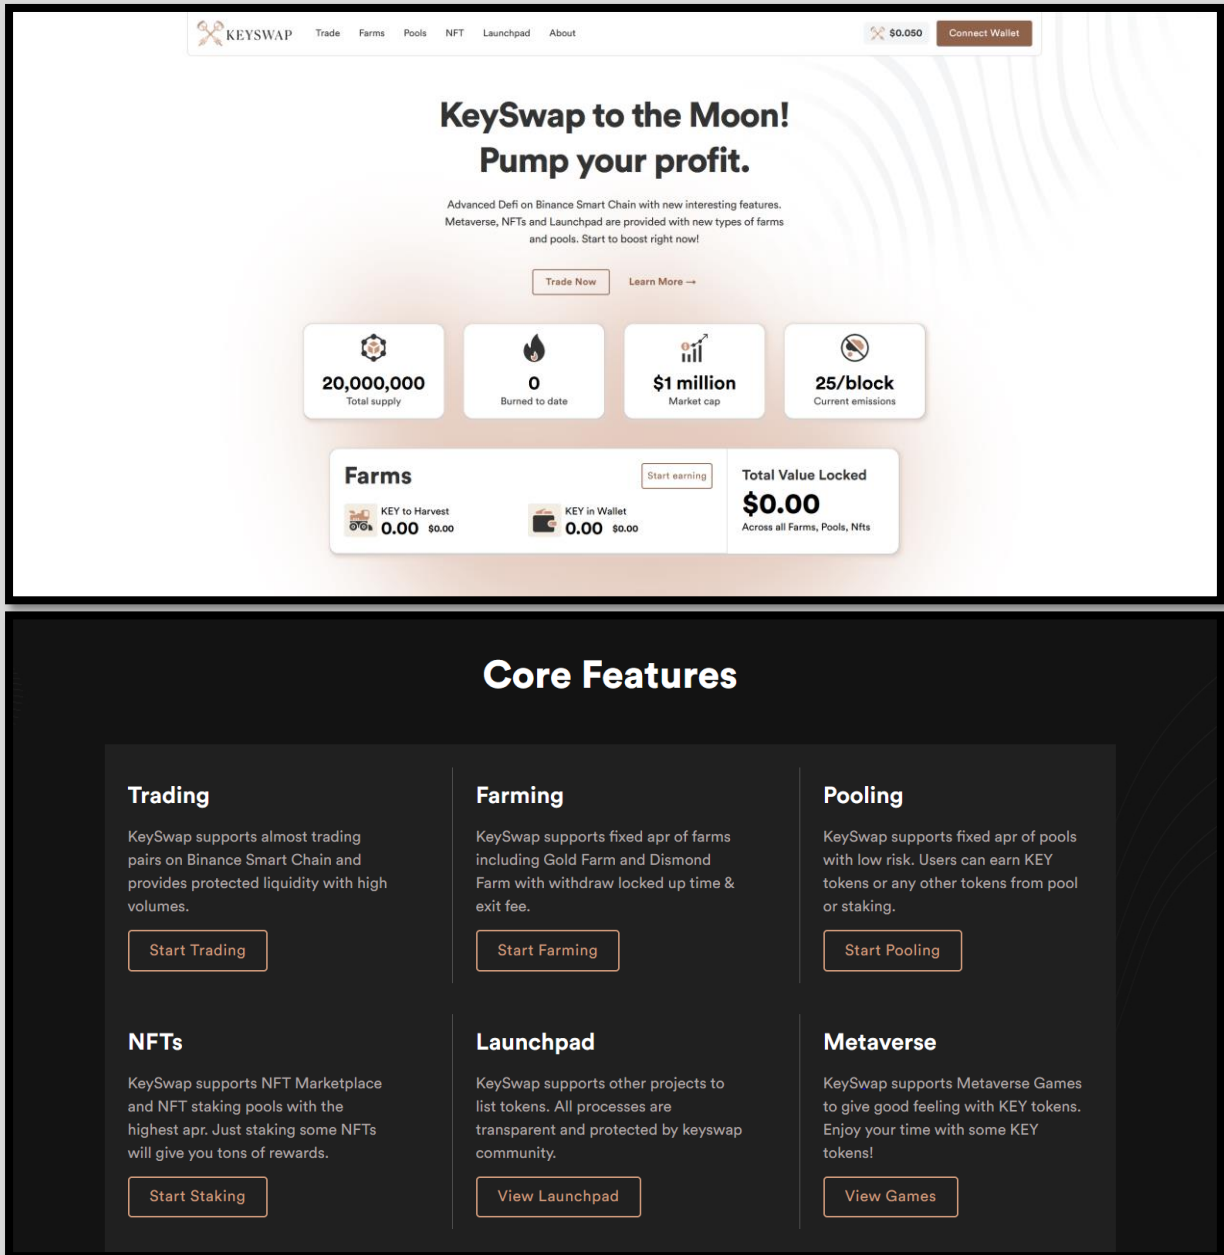 KEYSWAP
Trade Farms Pools NFT Launchpad About
$0.050
Connect Wallet
KeySwap to the Moon!
Pump your profit.
Advanced Defi on Binance Smart Chain with new interesting features.
Metaverse, NFTs and Launchpad are provided with new types of farms
and pools. Start to boost right now!
Trade Now
Learn More →
20,000,000
Total supply
0
Burned to date
$1 million
Market cap
25/block
Current emissions
Farms
Start earning
KEY to Harvest
0.00 $0.00
KEY in Wallet
0.00 $0.00
Total Value Locked
$0.00
Across all Farms, Pools, Nfts
Core Features
Trading
KeySwap supports almost trading
pairs on Binance Smart Chain and
provides protected liquidity with high
volumes.
Start Trading
Farming
KeySwap supports fixed apr of farms
including Gold Farm and Dismond
Farm with withdraw locked up time &
exit fee.
Start Farming
Pooling
KeySwap supports fixed apr of pools
with low risk. Users can earn KEY
tokens or any other tokens from pool
or staking.
Start Pooling
NFTs
KeySwap supports NFT Marketplace
and NFT staking pools with the
highest apr. Just staking some NFTs
will give you tons of rewards.
Start Staking
Launchpad
KeySwap supports other projects to
list tokens. All processes are
transparent and protected by keyswap
community.
View Launchpad
Metaverse
KeySwap supports Metaverse Games
to give good feeling with KEY tokens.
Enjoy your time with some KEY
tokens!
View Games